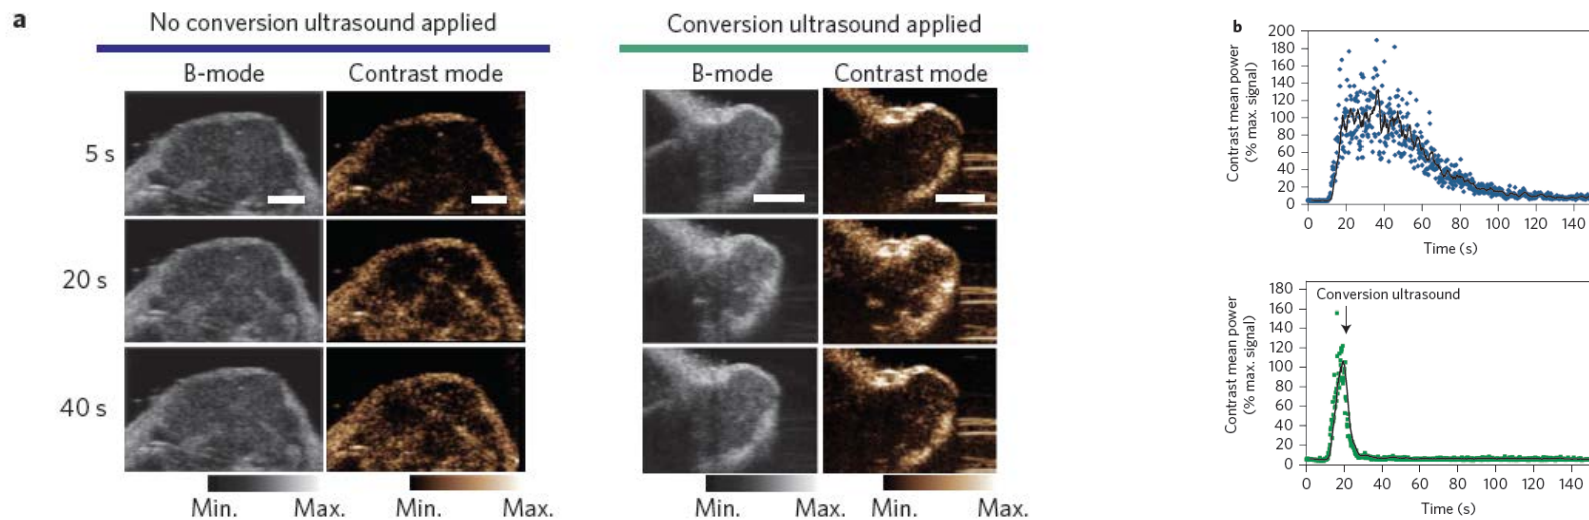 a
No conversion ultrasound applied
Conversion ultrasound applied
B-mode
Contrast mode
B-mode
Contrast mode
5 s
20 s
40 s
Min.
Max.
Min.
Max.
Min.
Max.
Min.
Max.
b
Contrast mean power
(% max. signal)
200
180
160
140
120
100
80
60
40
20
0
0 20 40 60 80 100 120 140
Time (s)
Conversion ultrasound
Contrast mean power
(% max. signal)
180
160
140
120
100
80
60
40
20
0
0 20 40 60 80 100 120 140
Time (s)